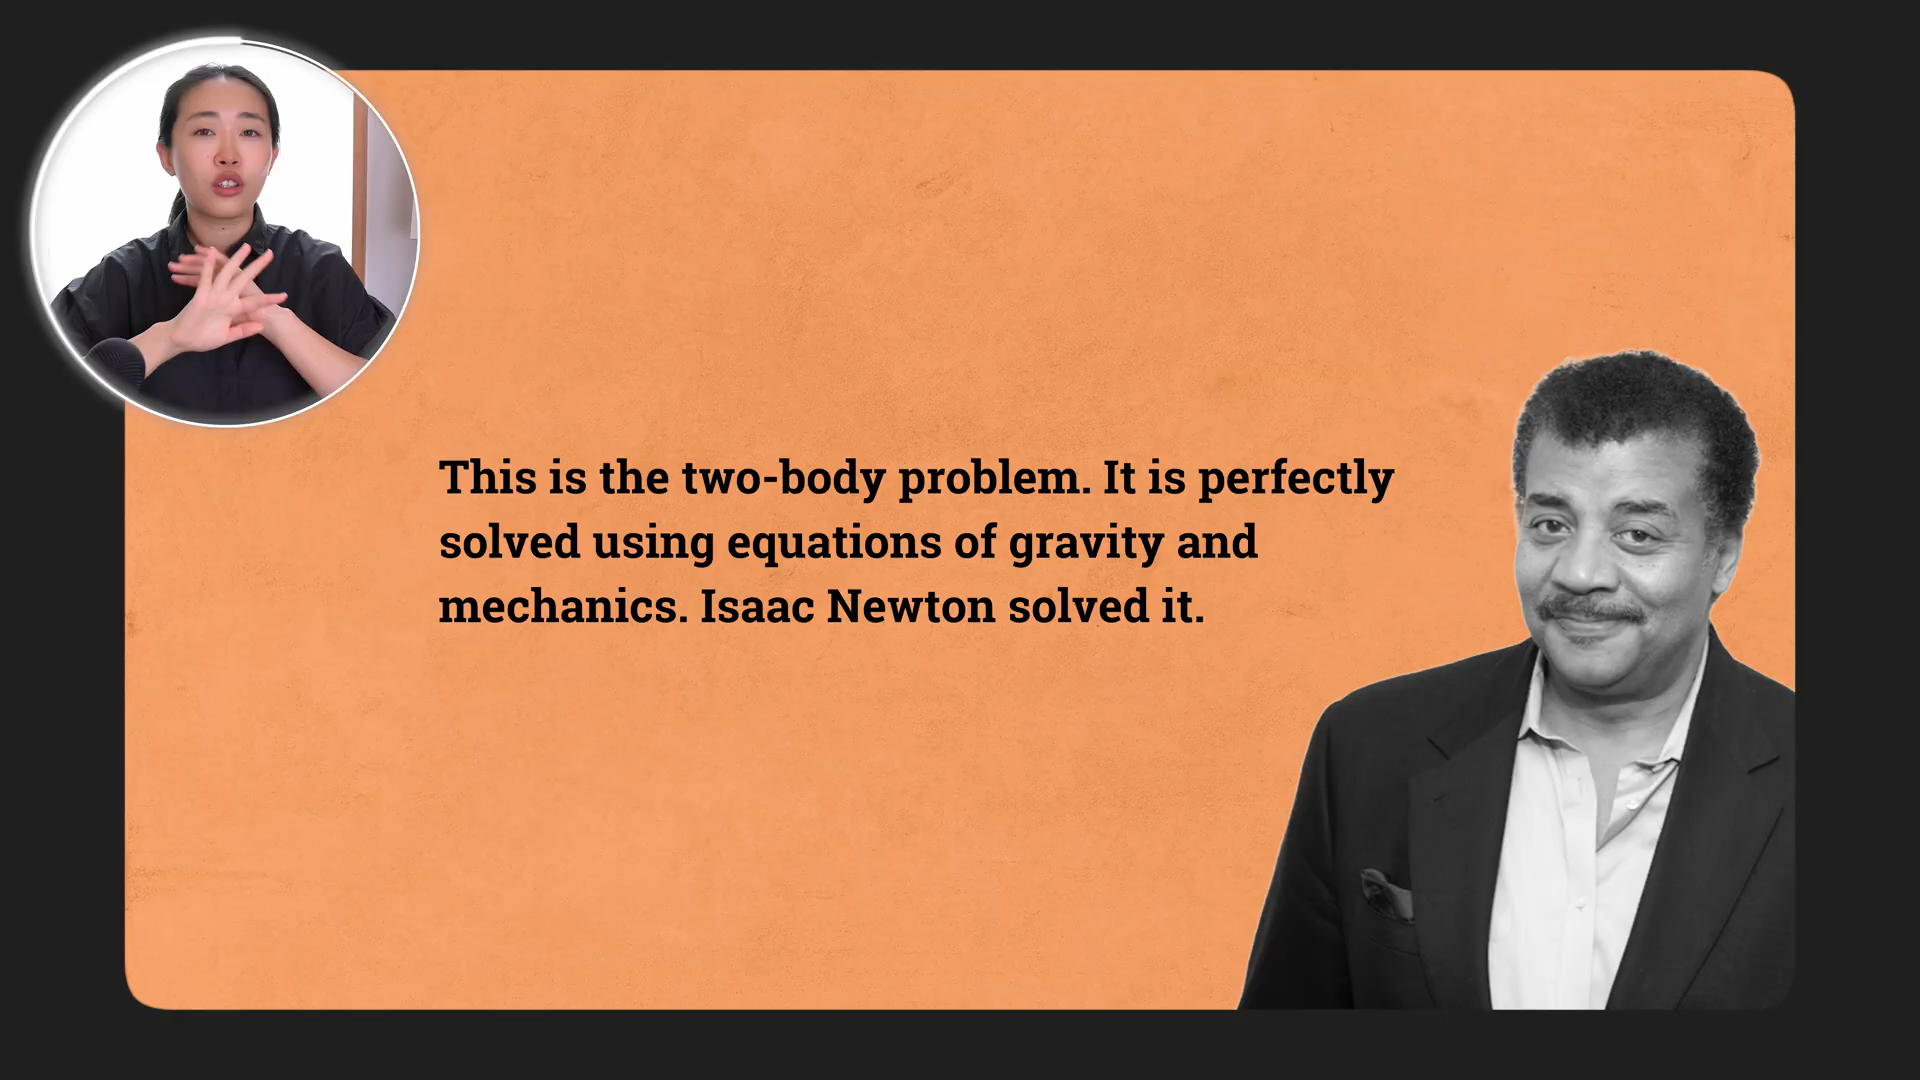 This is the two-body problem. It is perfectly
solved using equations of gravity and
mechanics. Isaac Newton solved it.